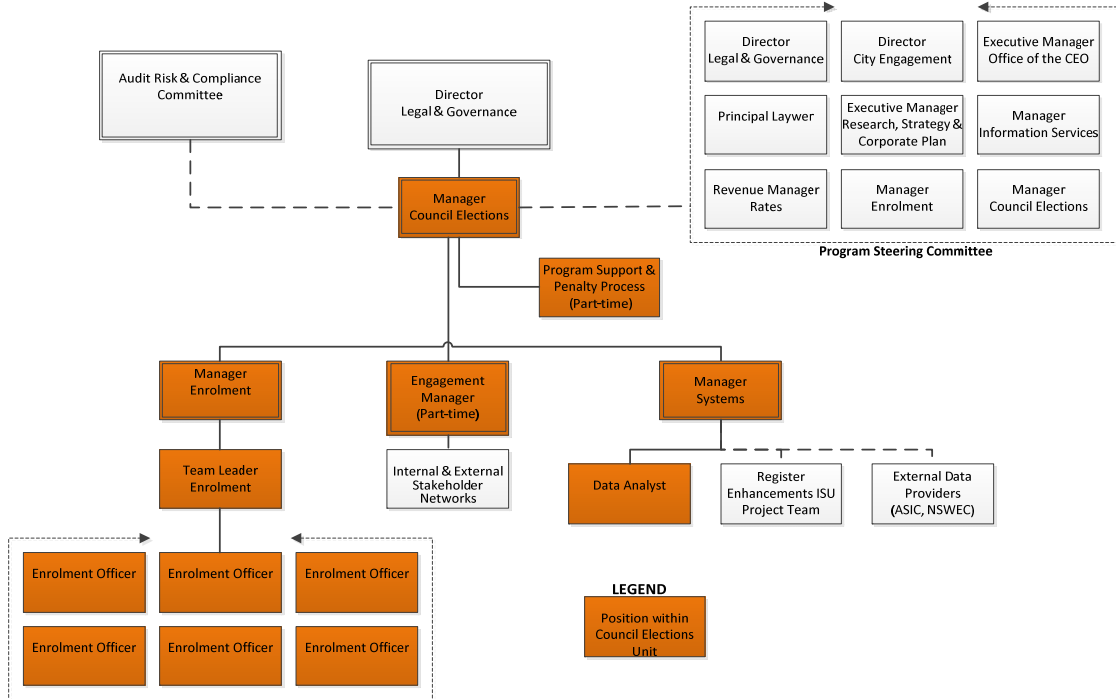 Audit Risk & Compliance
Committee
Director
Legal & Governance
Director
Legal & Governance
Director
City Engagement
Executive Manager
Office of the CEO
Principal Laywer
Executive Manager
Research, Strategy &
Corporate Plan
Manager
Information Services
Revenue Manager
Rates
Manager
Enrolment
Manager
Council Elections
Program Steering Committee
Manager
Council Elections
Program Support &
Penalty Process
(Part-time)
Manager
Enrolment
Engagement
Manager
(Part-time)
Manager
Systems
Team Leader
Enrolment
Internal & External
Stakeholder
Networks
Data Analyst
Register
Enhancements ISU
Project Team
External Data
Providers
(ASIC, NSWEC)
Enrolment Officer
Enrolment Officer
Enrolment Officer
Enrolment Officer
Enrolment Officer
Enrolment Officer
LEGEND
Position within
Council Elections
Unit